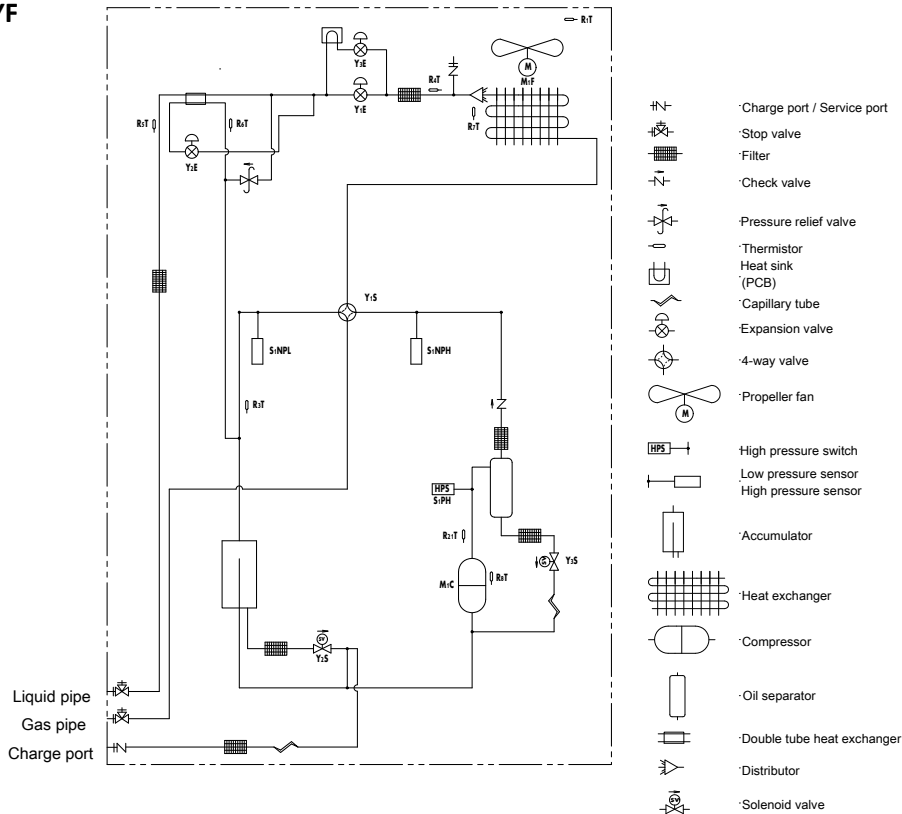 YF
R1T
Y3E
M
M1F
R4T
Y1E
R7T
R5T
R6T
Y2E
Y1S
S1NPL
S1NPH
R3T
HPS
S1PH
R21T
M1C
R8T
SV
Y3S
SV
Y2S
Liquid pipe
Gas pipe
Charge port
Charge port / Service port
Stop valve
Filter
Check valve
Pressure relief valve
Thermistor
Heat sink
(PCB)
Capillary tube
Expansion valve
4-way valve
Propeller fan
M
HPS
High pressure switch
Low pressure sensor
High pressure sensor
Accumulator
Heat exchanger
Compressor
Oil separator
Double tube heat exchanger
Distributor
SV
Solenoid valve